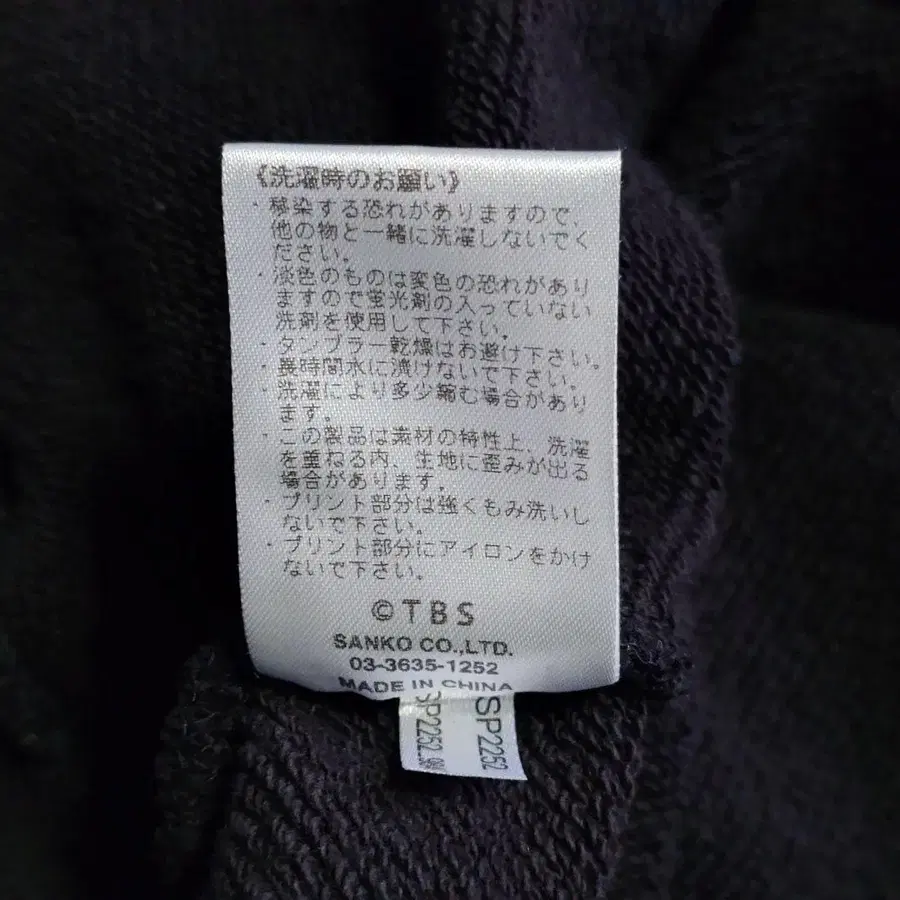 《洗濯時のお願い》
・移染する恐れがありますので、
他の物と一緒に洗濯しないでく
ださい。
・淡色のものは変色の恐れがあり
ますので蛍光剤の入っていない
洗剤を使用して下さい。
・タンブラー乾燥はお避け下さい。
・長時間水に漬けないで下さい。
・洗濯により多少縮む場合があり
ます。
・この製品は素材の特性上、洗濯
を重ねる内、生地に歪みが出る
場合があります。
・プリント部分は強くもみ洗いし
ないで下さい。
・プリント部分にアイロンをかけ
ないで下さい。
©TBS
SANKO CO.,LTD.
03-3635-1252
MADE IN CHINA
SP2252
SP2252